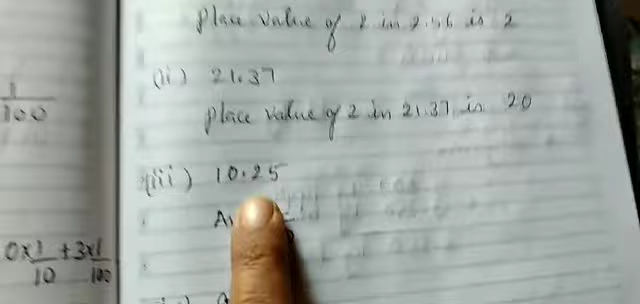 place value of 2 in 2.56 is 2
(ii) 21.37
place value of 2 in 21.37 is 20
(iii) 10.25
1/100
0×1/10 + 3×1/100